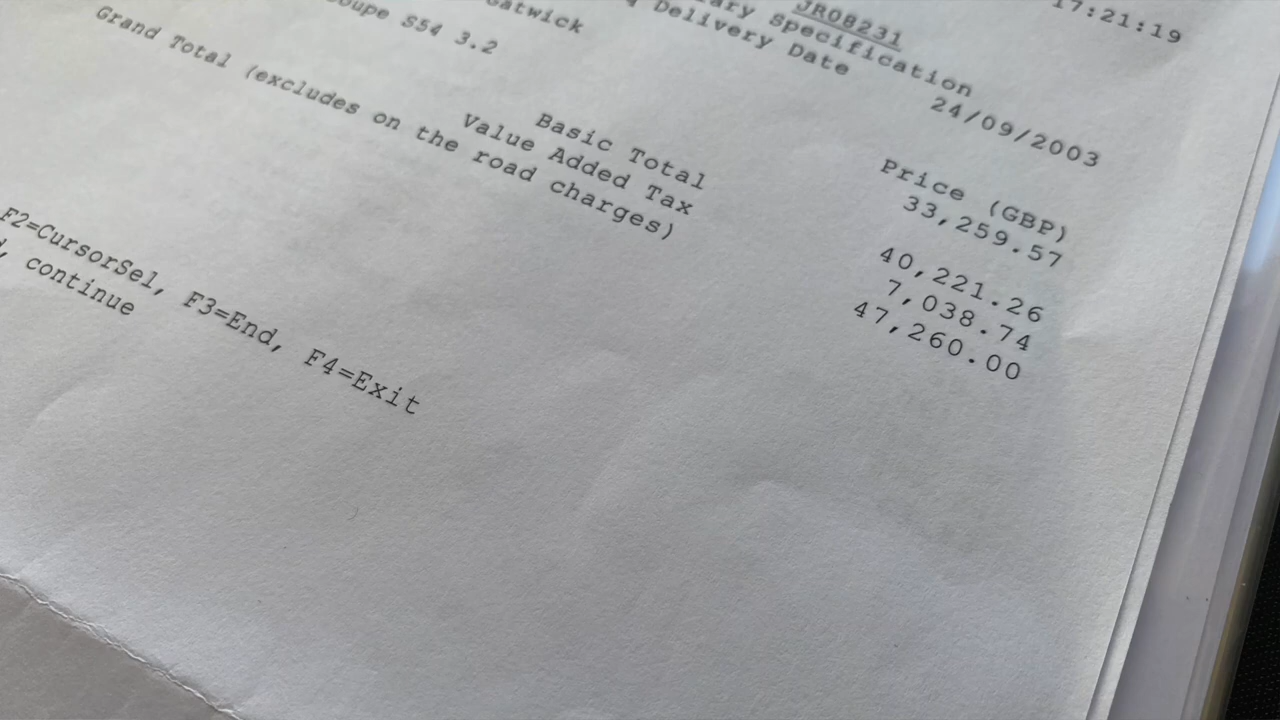 17:21:19
JR08231
specification
Gatwick
Delivery Date 24/09/2003
S54 3.2
Price (GBP)
33,259.57
Basic Total 40,221.26
Value Added Tax 7,038.74
Grand Total (excludes on the road charges) 47,260.00
F2=CursorSel, F3=End, F4=Exit
continue